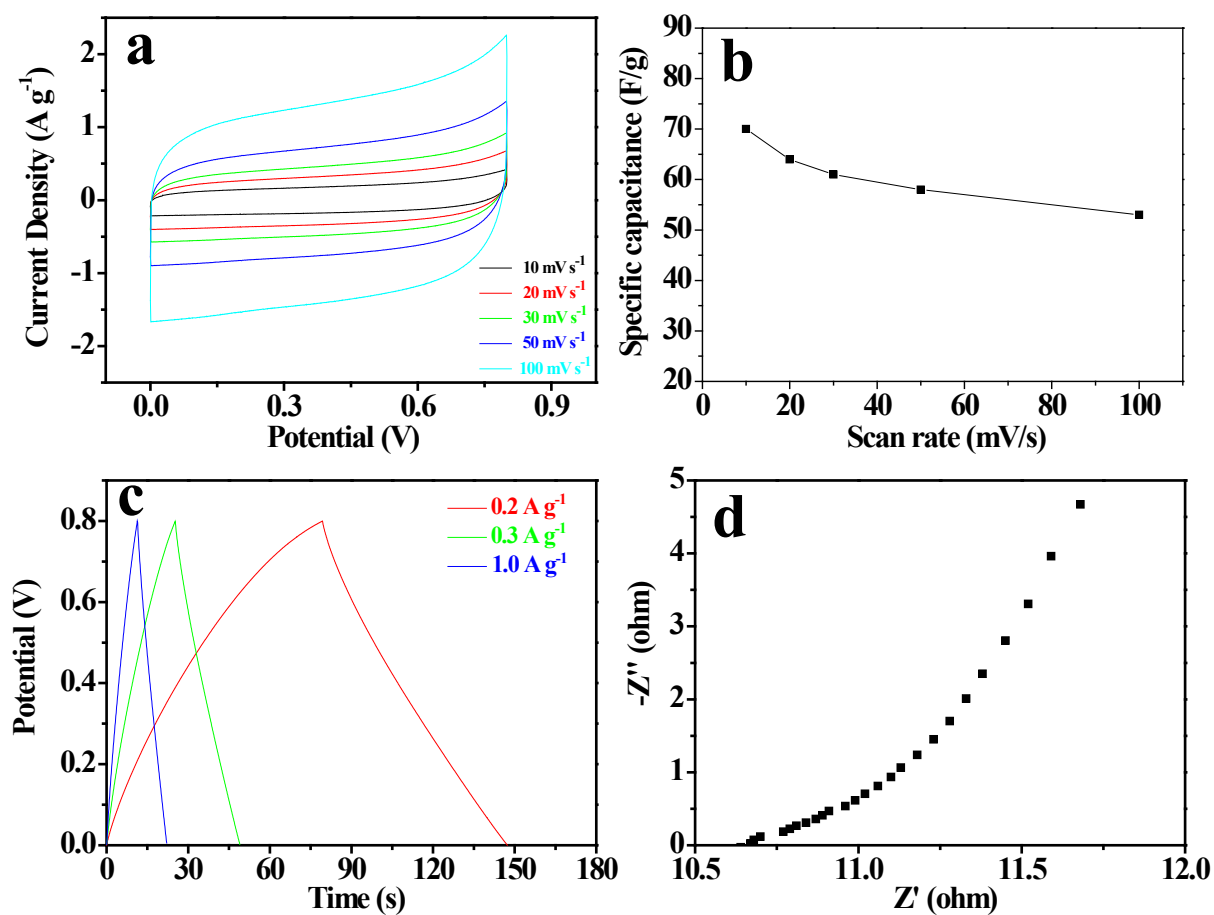 a
Current Density (A g⁻¹)
2
1
0
-1
-2
10 mV s⁻¹
20 mV s⁻¹
30 mV s⁻¹
50 mV s⁻¹
100 mV s⁻¹
0.0 0.3 0.6 0.9
Potential (V)
b
Specific capacitance (F/g)
90
80
70
60
50
40
30
20
0 20 40 60 80 100
Scan rate (mV/s)
c
Potential (V)
0.8
0.6
0.4
0.2
0.0
0.2 A g⁻¹
0.3 A g⁻¹
1.0 A g⁻¹
0 30 60 90 120 150 180
Time (s)
d
-Z'' (ohm)
5
4
3
2
1
0
10.5 11.0 11.5 12.0
Z' (ohm)